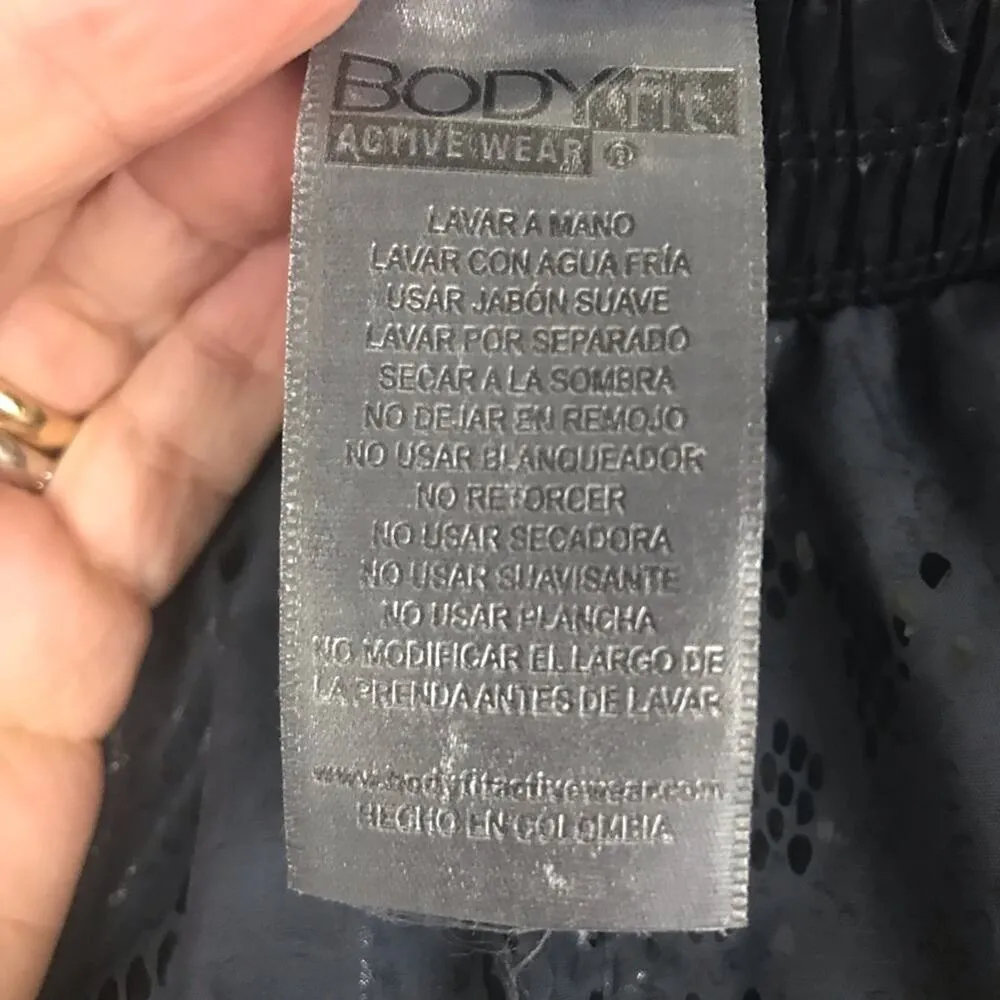 BODYfit
ACTIVE WEAR ®
LAVAR A MANO
LAVAR CON AGUA FRÍA
USAR JABÓN SUAVE
LAVAR POR SEPARADO
SECAR A LA SOMBRA
NO DEJAR EN REMOJO
NO USAR BLANQUEADOR
NO RETORCER
NO USAR SECADORA
NO USAR SUAVISANTE
NO USAR PLANCHA
NO MODIFICAR EL LARGO DE
LA PRENDA ANTES DE LAVAR
www.bodyfitactivewear.com
HECHO EN COLOMBIA